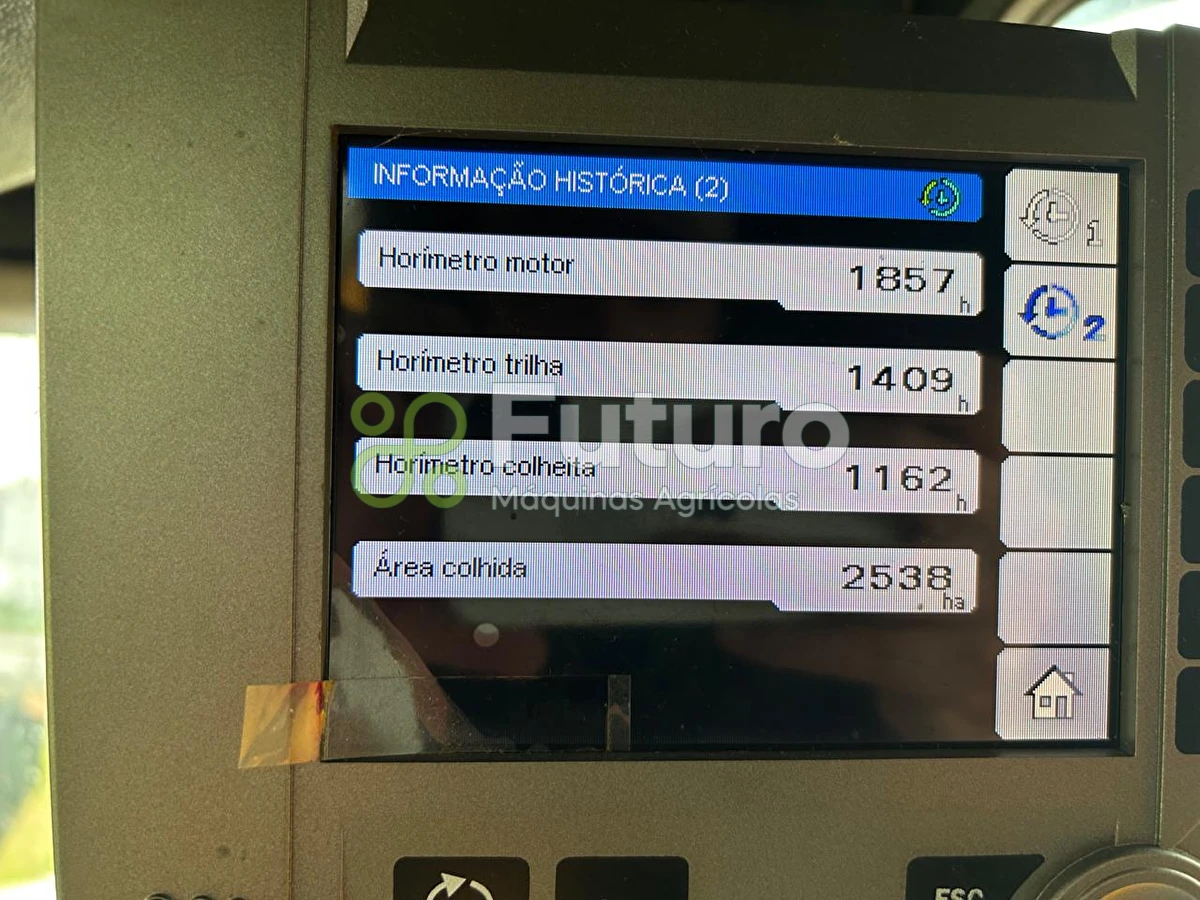 INFORMAÇÃO HISTÓRICA (2)
1
Horímetro motor 1857 h
2
Horímetro trilha 1409 h
Futuro
Horímetro colheita 1162 h
Máquinas Agrícolas
Área colhida 2538 ha
ESC